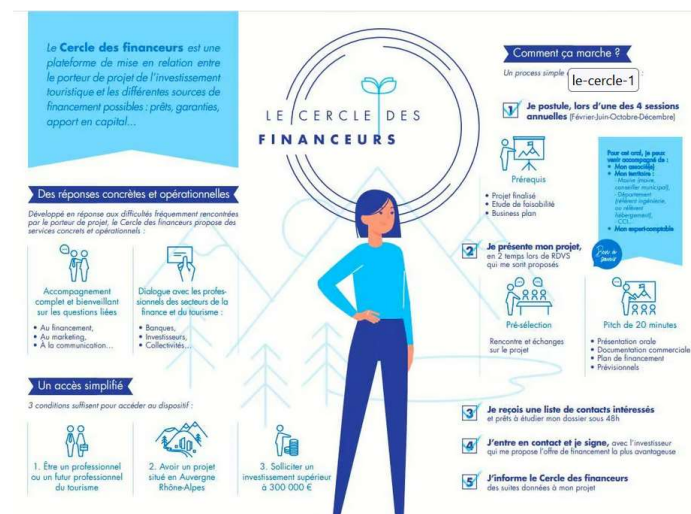 Le Cercle des financeurs est une
plateforme de mise en relation entre
le porteur de projet de l'investissement
touristique et les différentes sources de
financement possibles : prêts, garanties,
apport en capital...
LE CERCLE DES
FINANCEURS
Des réponses concrètes et opérationnelles
Développé en réponse aux difficultés fréquemment rencontrées
par le porteur de projet, le Cercle des financeurs propose des
services concrets et opérationnels :
Accompagnement
complet et bienveillant
sur les questions liées
• Au financement,
• Au marketing,
• A la communication...
Dialogue avec les profes-
sionnels des secteurs de la
finance et du tourisme :
• Banques,
• Investisseurs,
• Collectivités...
Un accès simplifié
3 conditions suffisent pour accéder au dispositif :
1. Être un professionnel
ou un futur professionnel
du tourisme
2. Avoir un projet
situé en Auvergne
Rhône-Alpes
3. Solliciter un
investissement supérieur
à 300 000 €
Comment ça marche ?
Un process simple
le-cercle-1
1 Je postule, lors d'une des 4 sessions
annuelles (Février-Juin-Octobre-Décembre)
Prérequis
• Projet finalisé
• Etude de faisabilité
• Business plan
Pour cet oral, je peux
venir accompagné de :
• Mon associé(e)
• Mon territoire :
- Mairie (maire,
conseiller municipal),
- Département
(référent ingénierie,
ou référent
hébergement),
- CCI...
• Mon expert-comptable
Bon à
savoir
2 Je présente mon projet,
en 2 temps lors de RDVS
qui me sont proposés
Pré-sélection
Rencontre et échanges
sur le projet
Pitch de 20 minutes
• Présentation orale
• Documentation commerciale
• Plan de financement
• Prévisionnels
3 Je reçois une liste de contacts intéressés
et prêts à étudier mon dossier sous 48h
4 J'entre en contact et je signe, avec l'investisseur
qui me propose l'offre de financement la plus avantageuse
5 J'informe le Cercle des financeurs
des suites données à mon projet